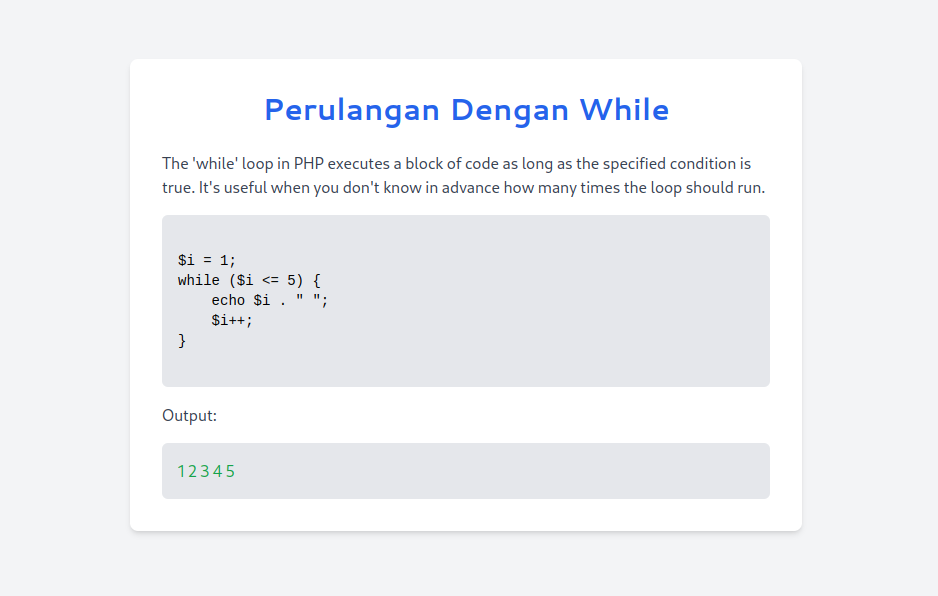 Perulangan Dengan While
The 'while' loop in PHP executes a block of code as long as the specified condition is
true. It's useful when you don't know in advance how many times the loop should run.
$i = 1;
while ($i <= 5) {
    echo $i . " ";
    $i++;
}
Output:
1 2 3 4 5